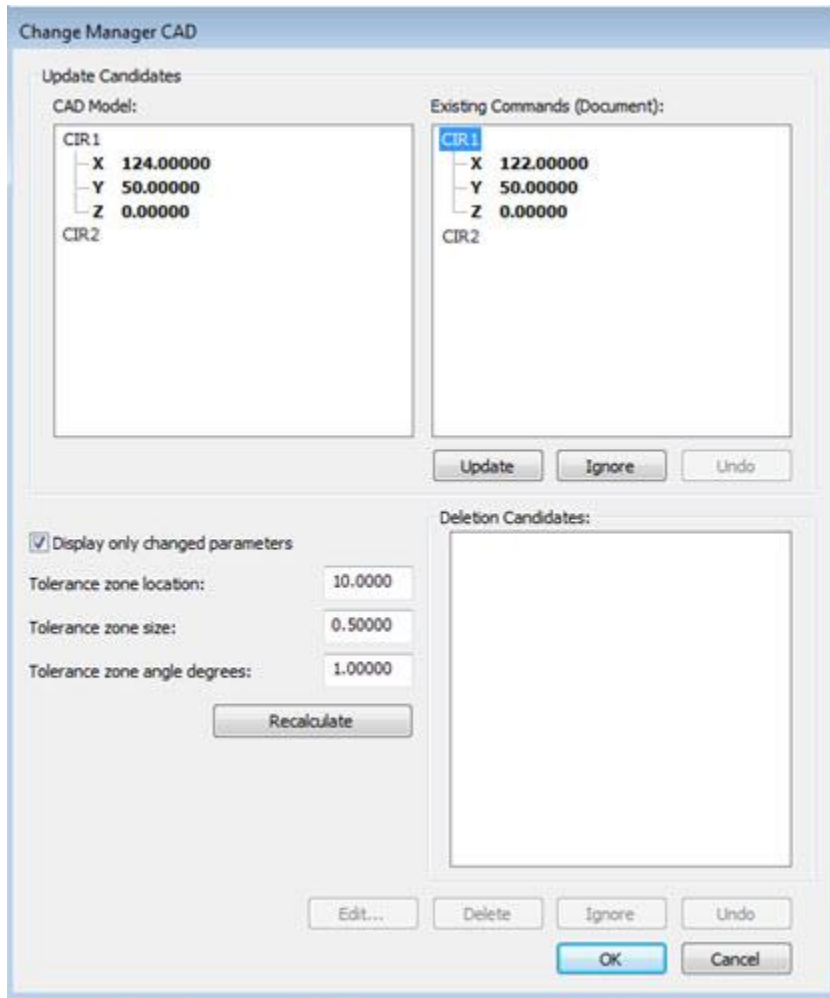 Change Manager CAD
Update Candidates
CAD Model:
Existing Commands (Document):
CIR1
X 124.00000
Y 50.00000
Z 0.00000
CIR2
CIR1
X 122.00000
Y 50.00000
Z 0.00000
CIR2
Update
Ignore
Undo
Display only changed parameters
Tolerance zone location:
10.0000
Tolerance zone size:
0.50000
Tolerance zone angle degrees:
1.00000
Recalculate
Deletion Candidates:
Edit...
Delete
Ignore
Undo
OK
Cancel